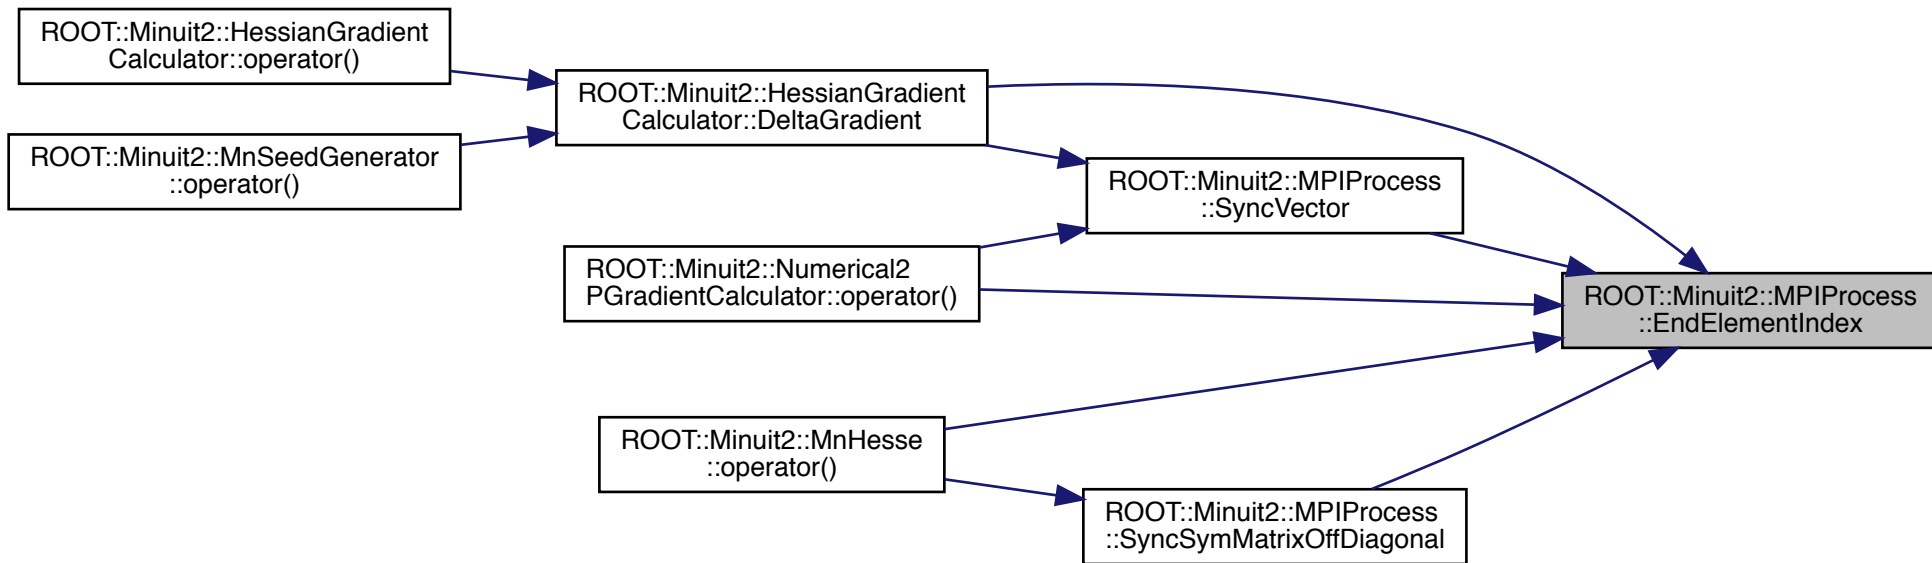 ROOT::Minuit2::HessianGradient
Calculator::operator()
ROOT::Minuit2::MnSeedGenerator
::operator()
ROOT::Minuit2::HessianGradient
Calculator::DeltaGradient
ROOT::Minuit2::MPIProcess
::SyncVector
ROOT::Minuit2::Numerical2
PGradientCalculator::operator()
ROOT::Minuit2::MPIProcess
::EndElementIndex
ROOT::Minuit2::MnHesse
::operator()
ROOT::Minuit2::MPIProcess
::SyncSymMatrixOffDiagonal